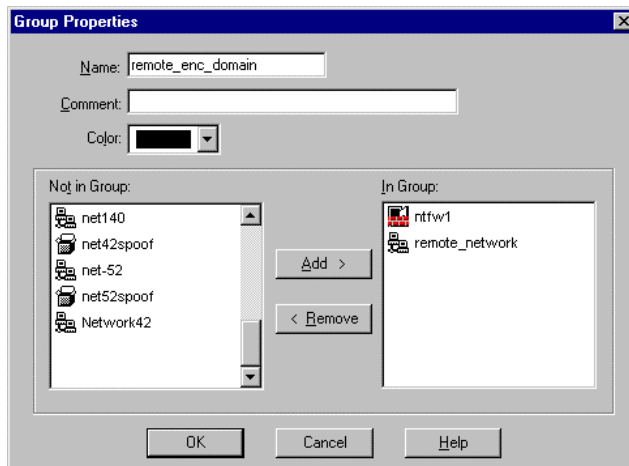 Group Properties
Name: remote_enc_domain
Comment:
Color:
Not in Group:
In Group:
net140
net42spoof
net-52
net52spoof
Network42
Add >
< Remove
ntfw1
remote_network
OK
Cancel
Help